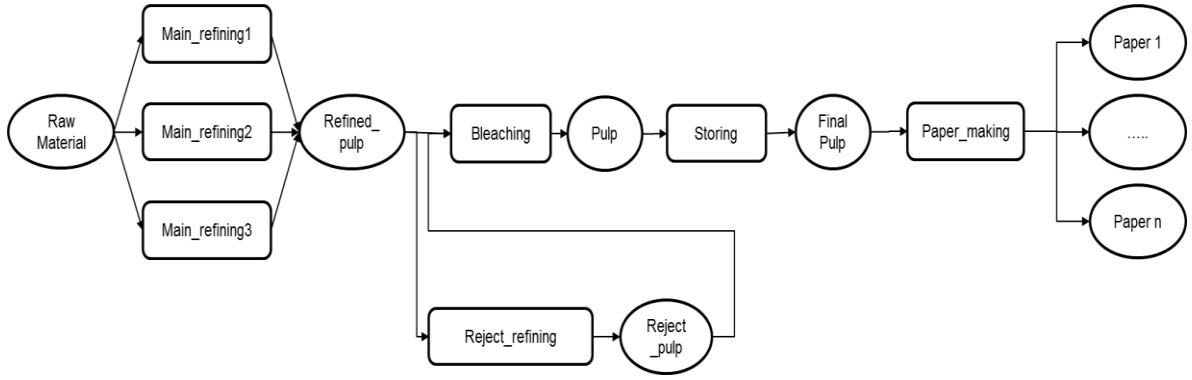 Main_refining1
Raw
Material
Main_refining2
Main_refining3
Refined_
pulp
Bleaching
Pulp
Storing
Final
Pulp
Paper_making
Paper 1
.....
Paper n
Reject_refining
Reject
_pulp